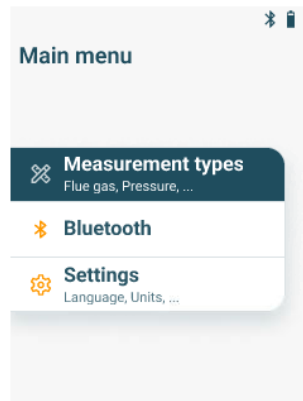 Main menu
Measurement types
Flue gas, Pressure, ...
Bluetooth
Settings
Language, Units, ...